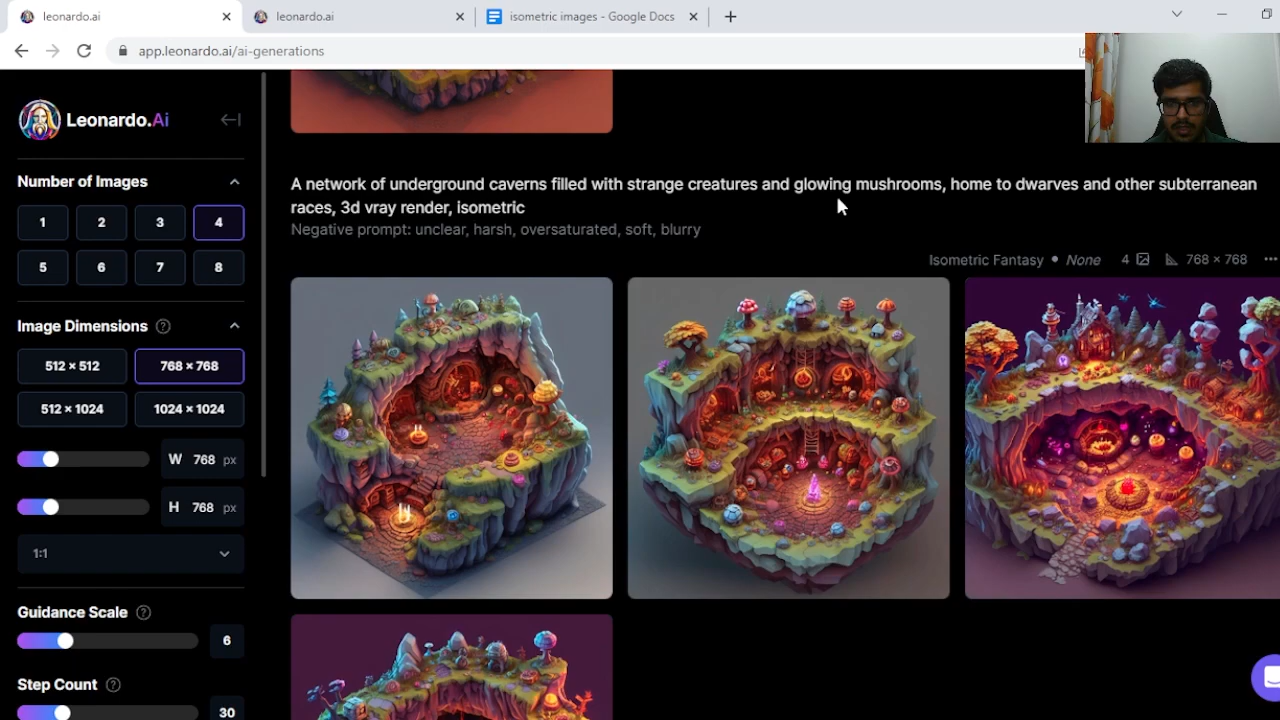 leonardo.ai
leonardo.ai
isometric images - Google Docs
app.leonardo.ai/ai-generations
Leonardo.Ai
Number of Images
1 2 3 4
5 6 7 8
Image Dimensions
512 × 512 768 × 768
512 × 1024 1024 × 1024
W 768 px
H 768 px
1:1
Guidance Scale
6
Step Count
30
A network of underground caverns filled with strange creatures and glowing mushrooms, home to dwarves and other subterranean
races, 3d vray render, isometric
Negative prompt: unclear, harsh, oversaturated, soft, blurry
Isometric Fantasy • None 4 768 × 768